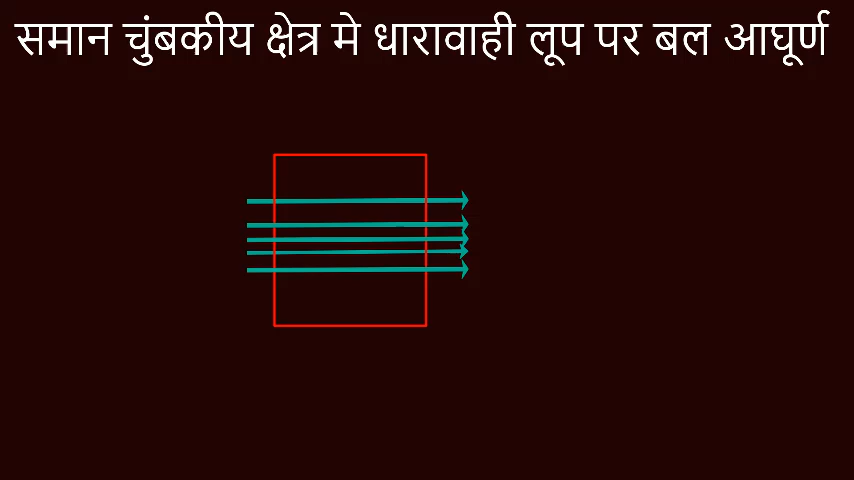 समान चुंबकीय क्षेत्र मे धारावाही लूप पर बल आघूर्ण